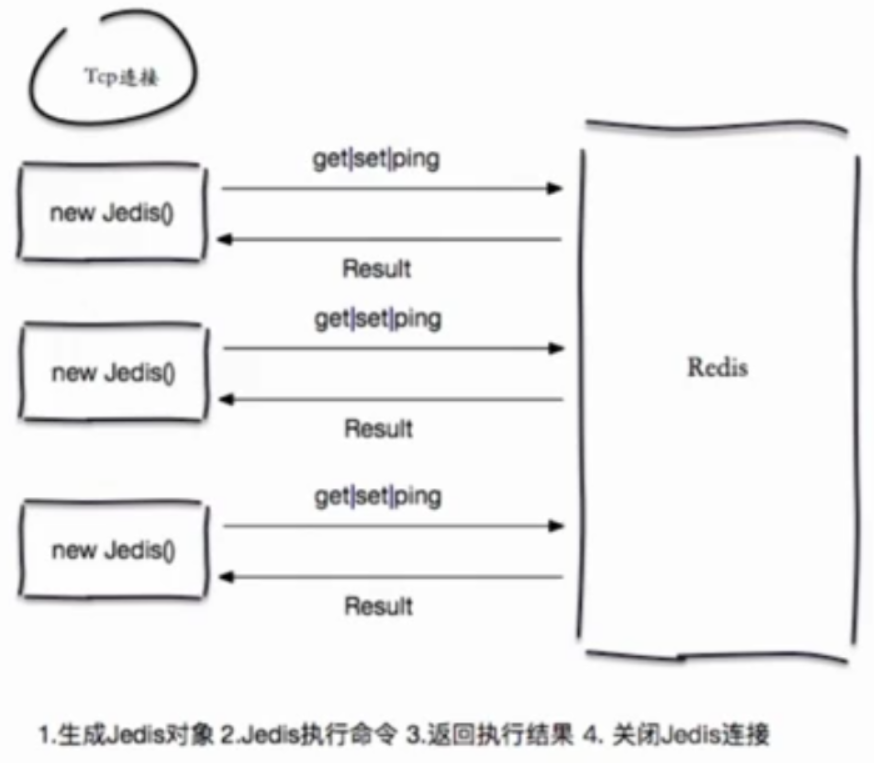 Tcp连接
get|set|ping
new Jedis()
Result
get|set|ping
new Jedis()
Redis
Result
get|set|ping
new Jedis()
Result
1.生成Jedis对象 2.Jedis执行命令 3.返回执行结果 4. 关闭Jedis连接